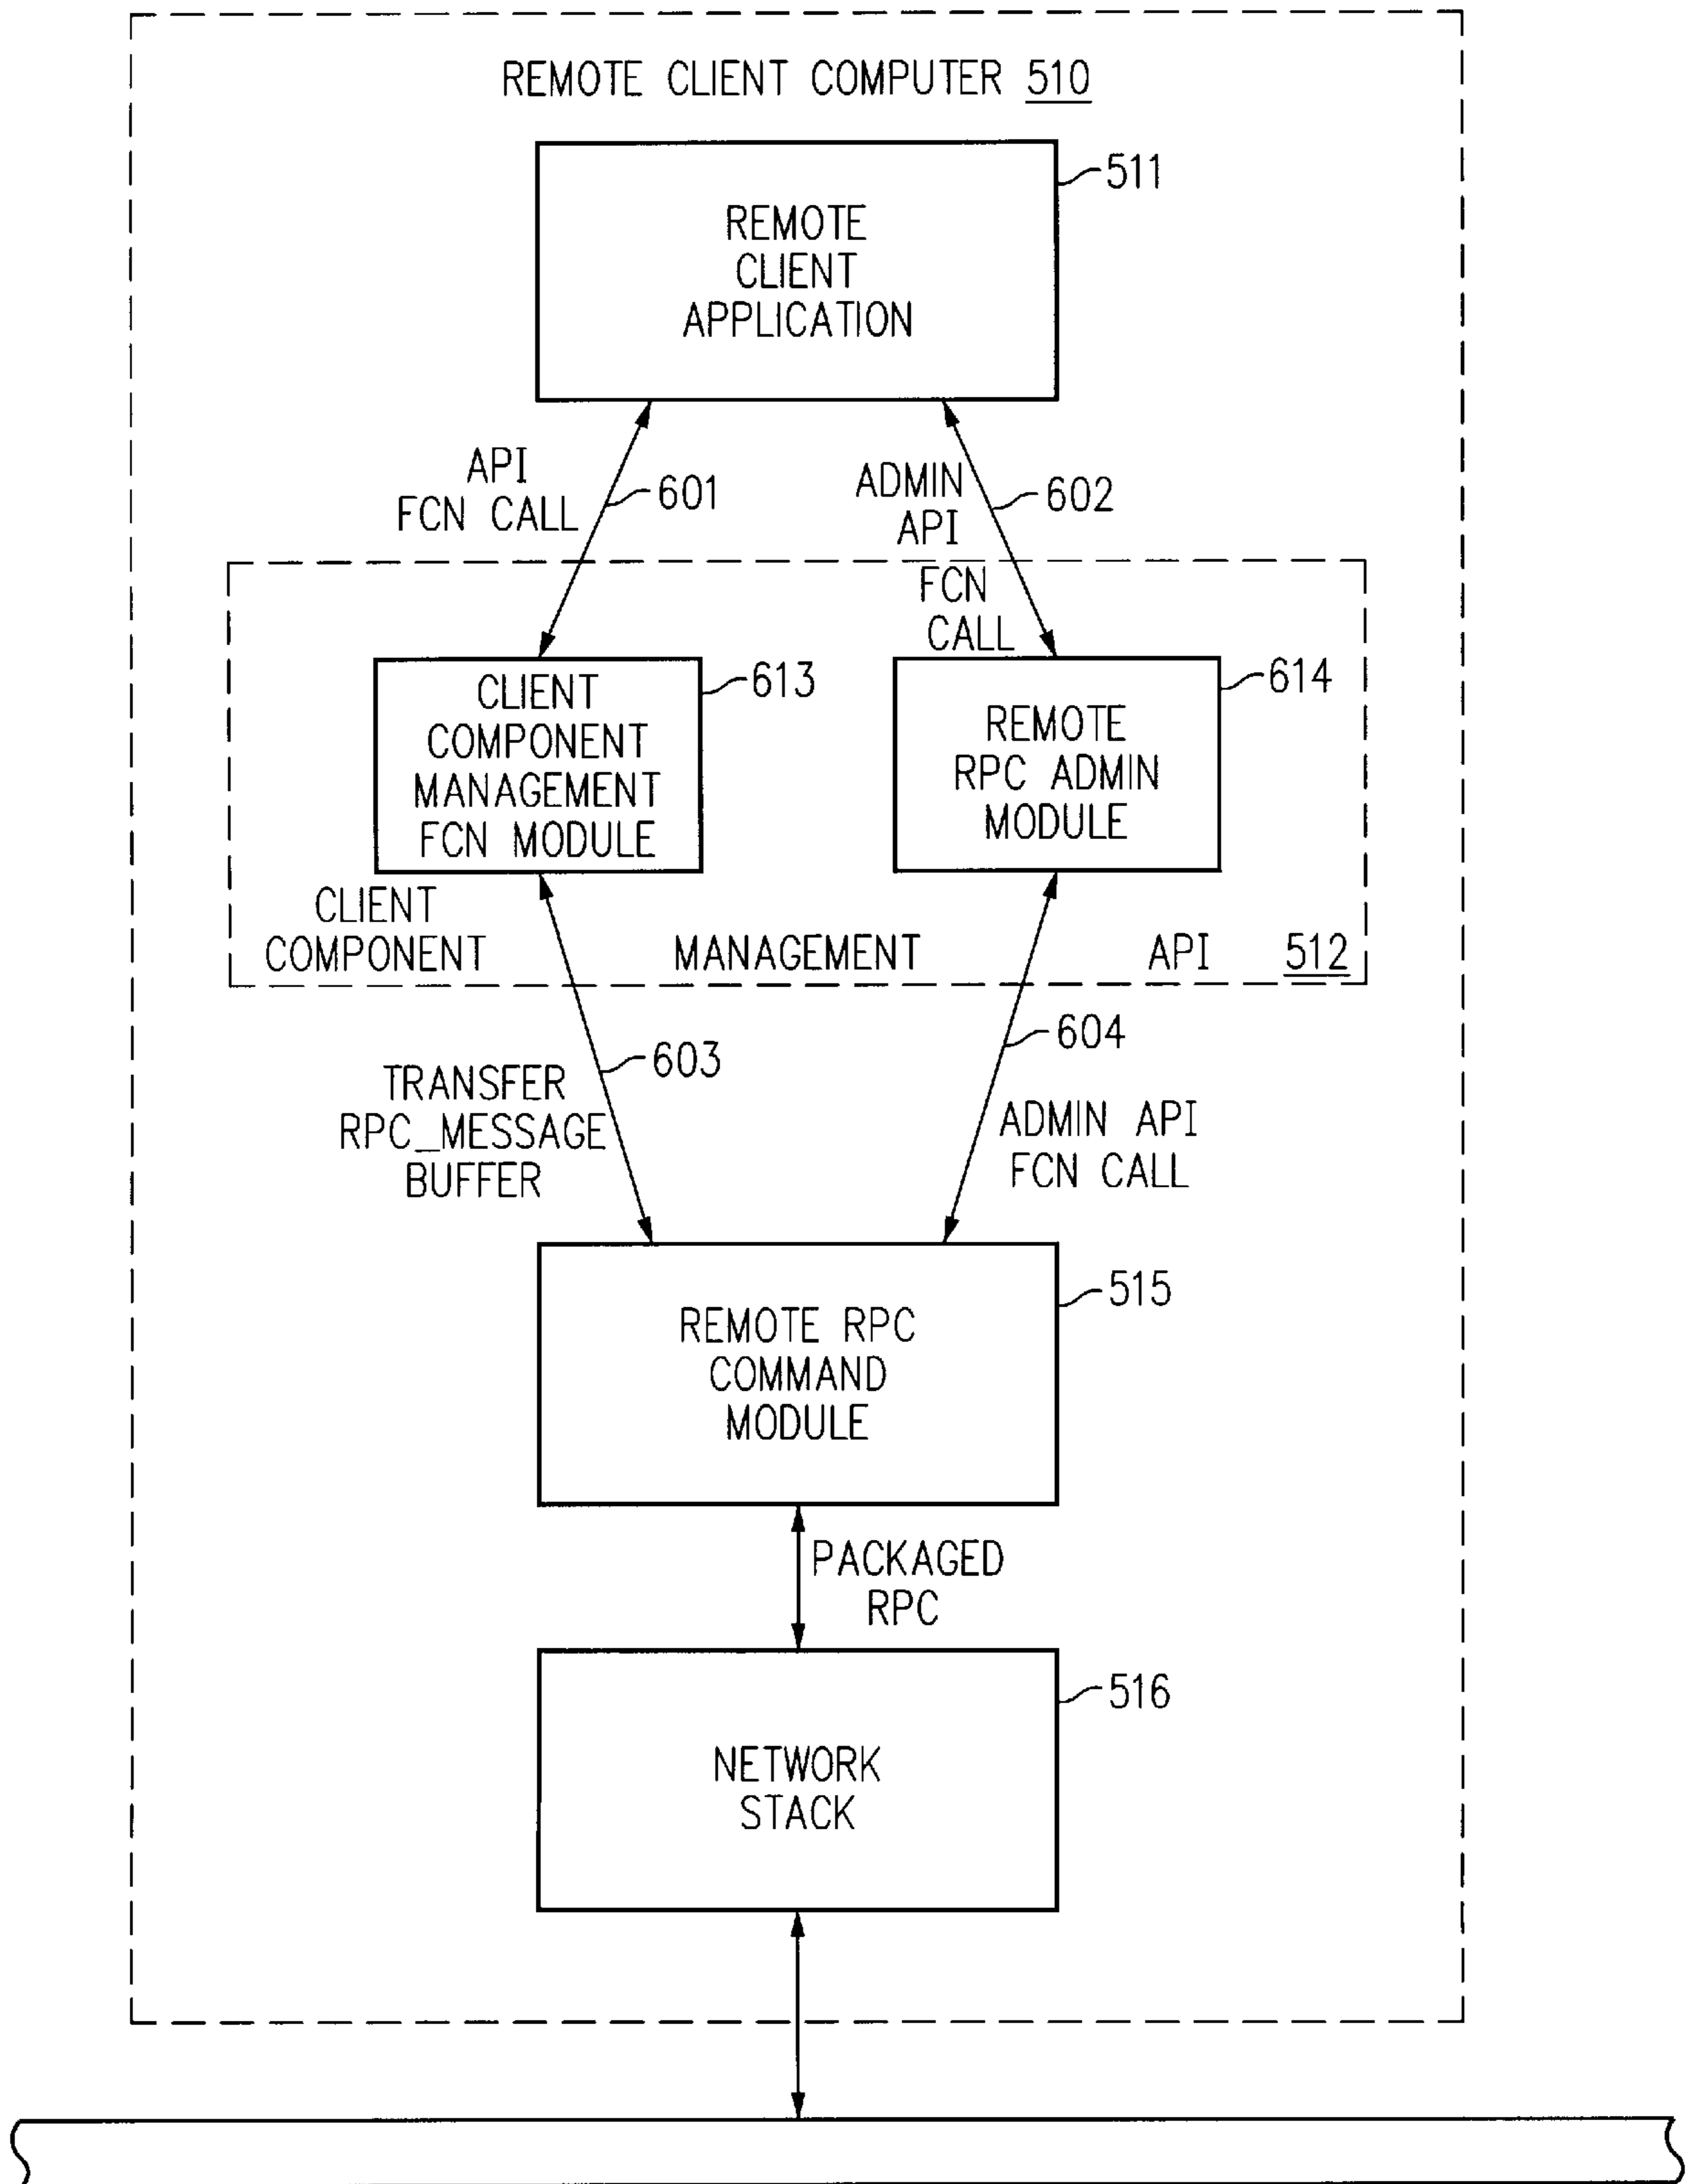 REMOTE CLIENT COMPUTER 510
511
REMOTE
CLIENT
APPLICATION
API
FCN CALL
601
ADMIN
API
FCN
CALL
602
CLIENT
COMPONENT
MANAGEMENT
FCN MODULE
613
REMOTE
RPC ADMIN
MODULE
614
CLIENT
COMPONENT MANAGEMENT API 512
603
TRANSFER
RPC_MESSAGE
BUFFER
604
ADMIN API
FCN CALL
515
REMOTE RPC
COMMAND
MODULE
PACKAGED
RPC
516
NETWORK
STACK